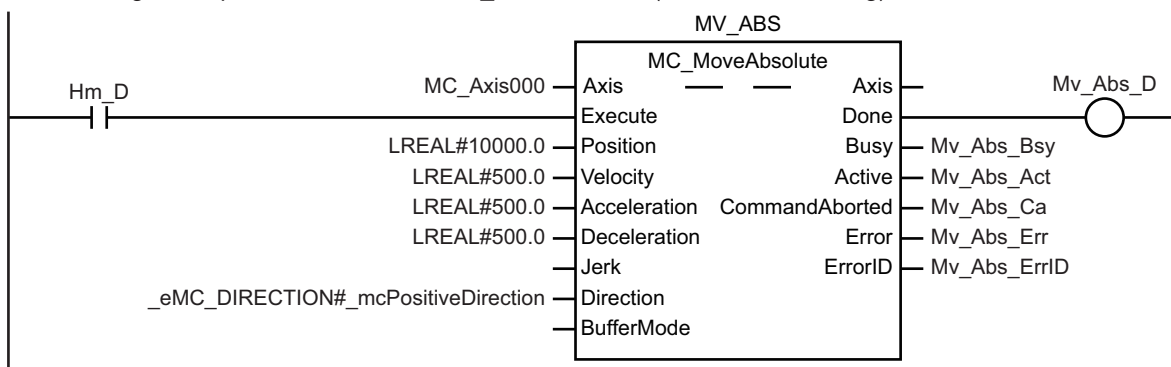 MV_ABS
MC_MoveAbsolute
MC_Axis000 Axis Axis Mv_Abs_D
Hm_D
Execute Done
LREAL#10000.0 Position Busy Mv_Abs_Bsy
LREAL#500.0 Velocity Active Mv_Abs_Act
LREAL#500.0 Acceleration CommandAborted Mv_Abs_Ca
LREAL#500.0 Deceleration Error Mv_Abs_Err
Jerk ErrorID Mv_Abs_ErrID
_eMC_DIRECTION#_mcPositiveDirection Direction
BufferMode